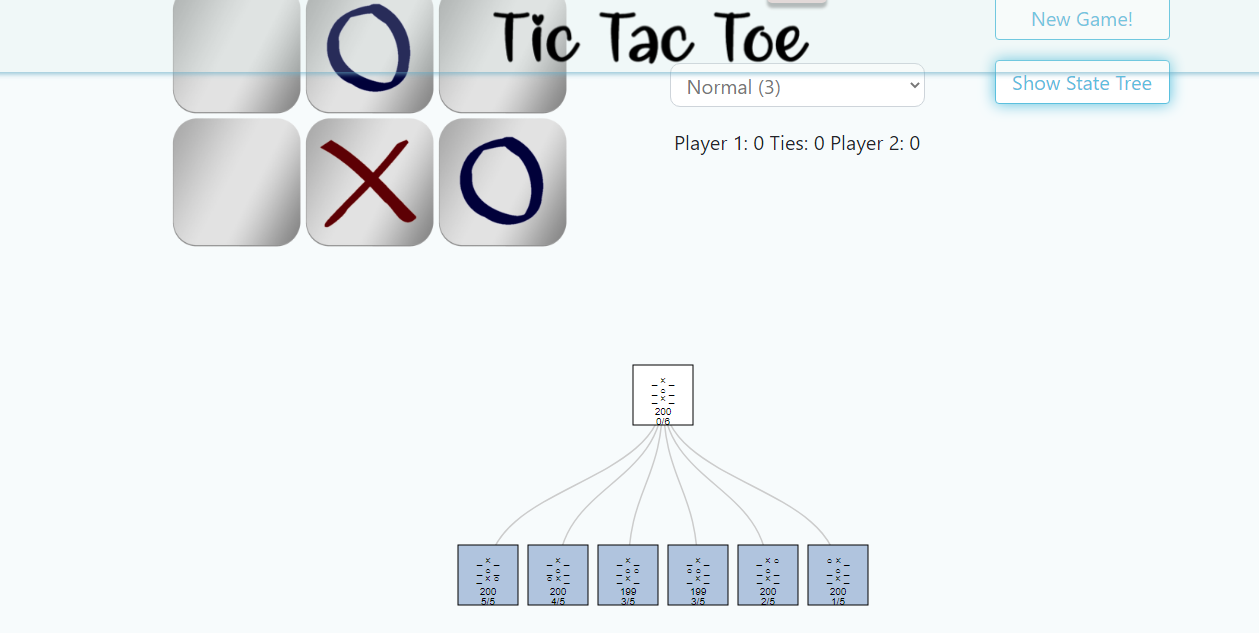 Tic Tac Toe
New Game!
Normal (3)
Show State Tree
Player 1: 0 Ties: 0 Player 2: 0
O
X O
_ x _
_ o _
_ x _
200
0/6
_ x _
_ o _
_ x o
200
5/5
_ x _
_ o _
o x _
200
4/5
_ x _
_ o o
_ x _
199
3/5
_ x _
o o _
_ x _
199
3/5
_ x o
_ o _
_ x _
200
2/5
o x _
_ o _
_ x _
200
1/5